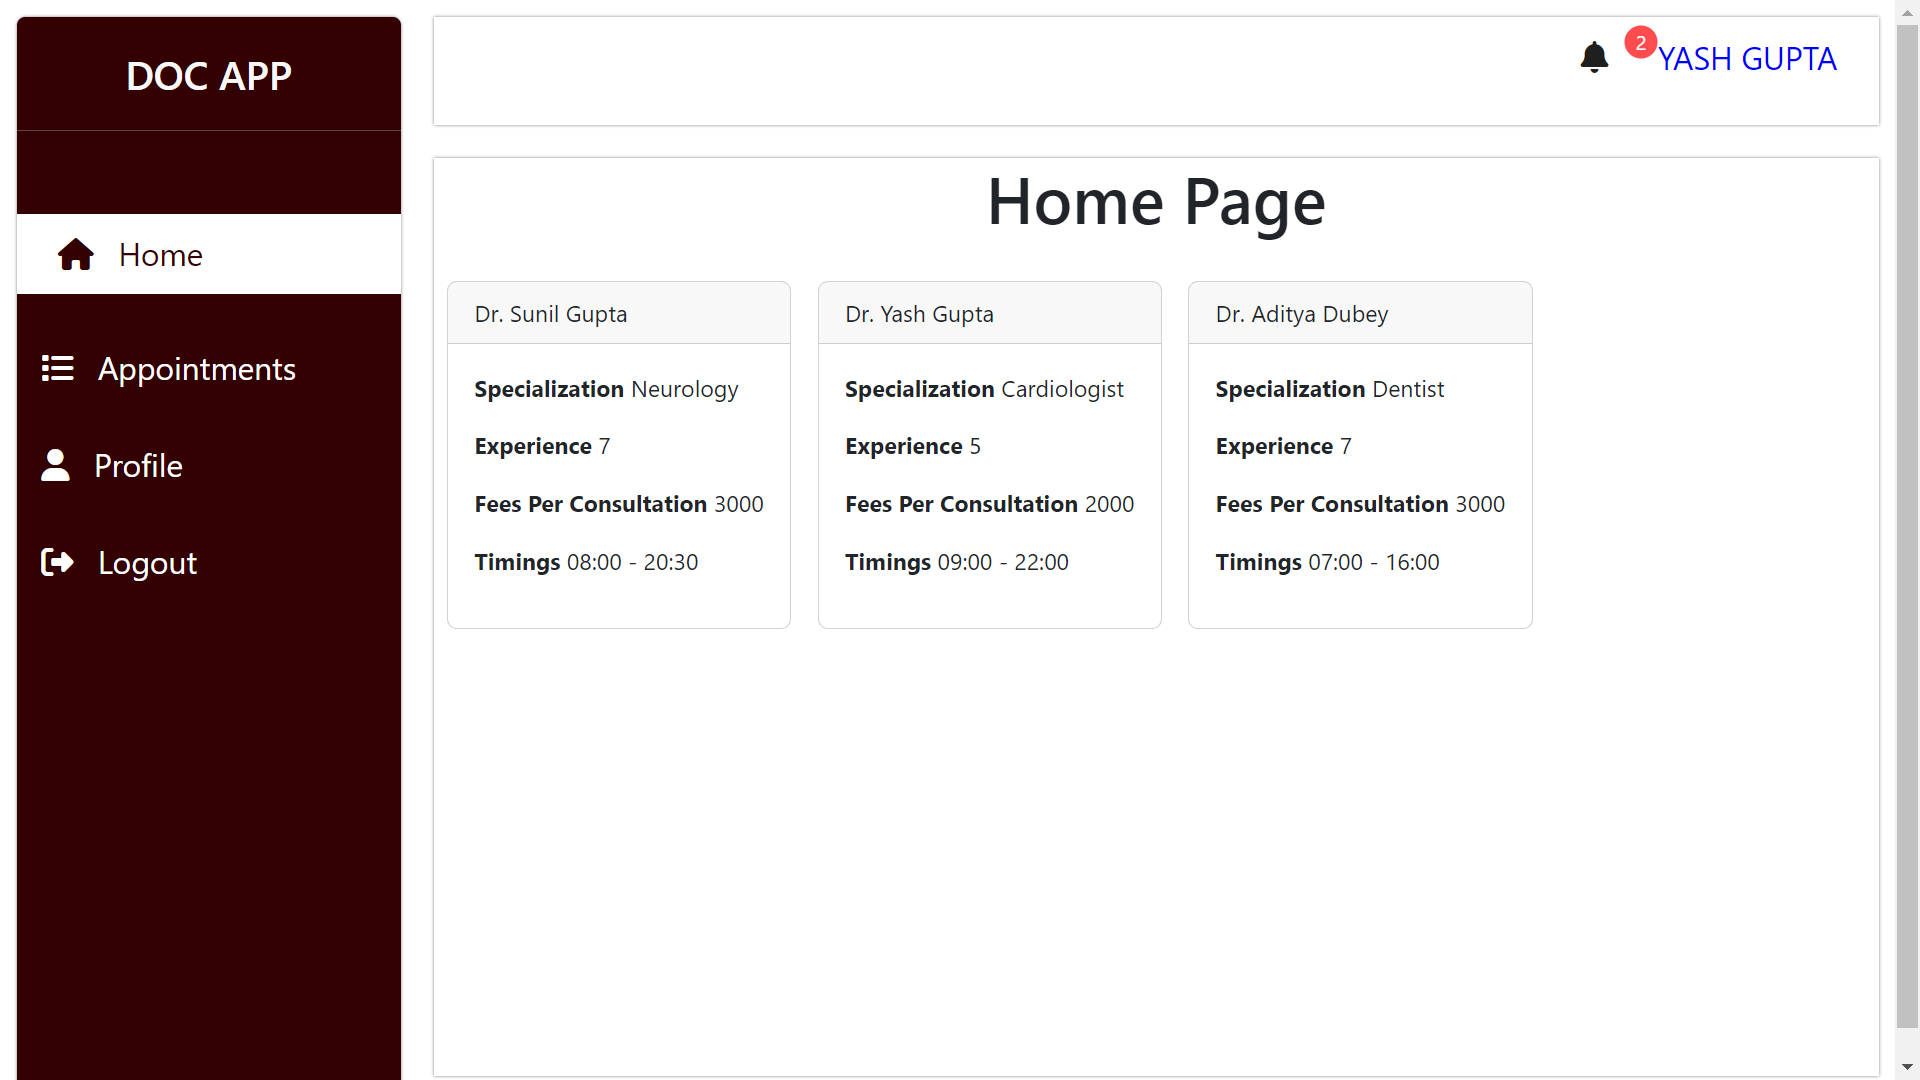 DOC APP
Home
Appointments
Profile
Logout
2
YASH GUPTA
Home Page
Dr. Sunil Gupta
Specialization Neurology
Experience 7
Fees Per Consultation 3000
Timings 08:00 - 20:30
Dr. Yash Gupta
Specialization Cardiologist
Experience 5
Fees Per Consultation 2000
Timings 09:00 - 22:00
Dr. Aditya Dubey
Specialization Dentist
Experience 7
Fees Per Consultation 3000
Timings 07:00 - 16:00